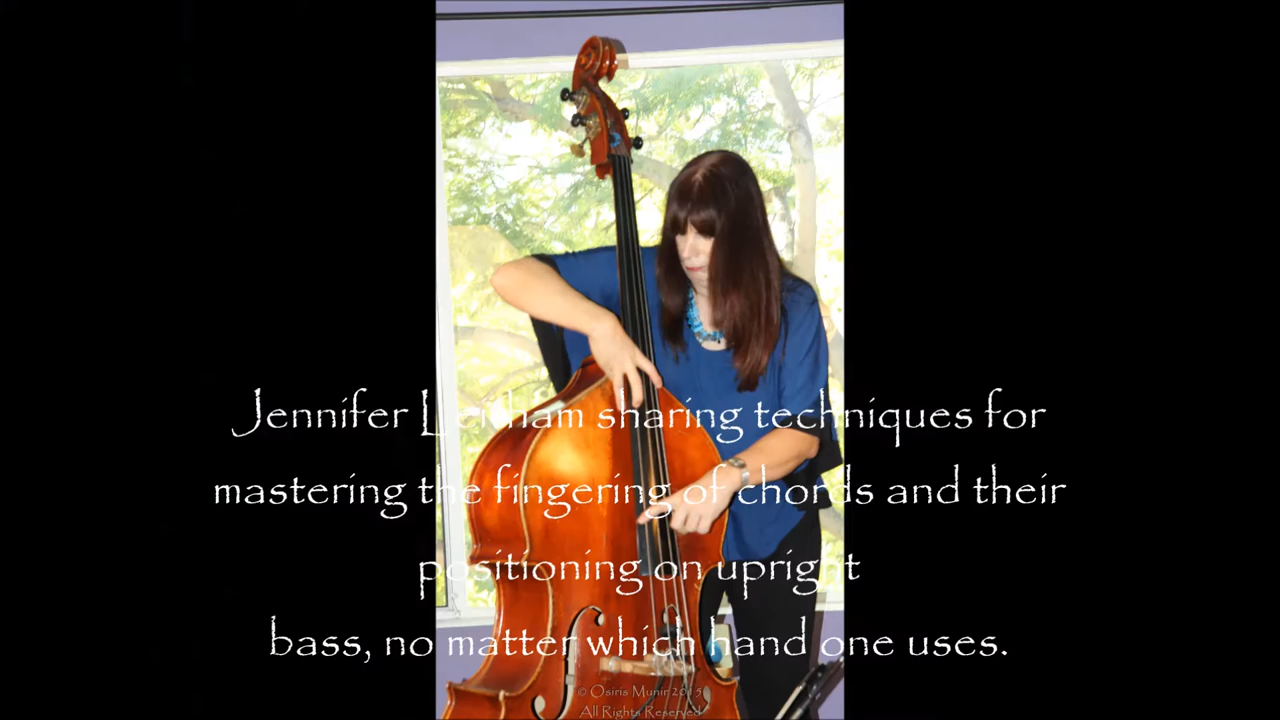 Jennifer Leitham sharing techniques for
mastering the fingering of chords and their
positioning on upright
bass, no matter which hand one uses.
© Osiris Munir 2015
All Rights Reserved